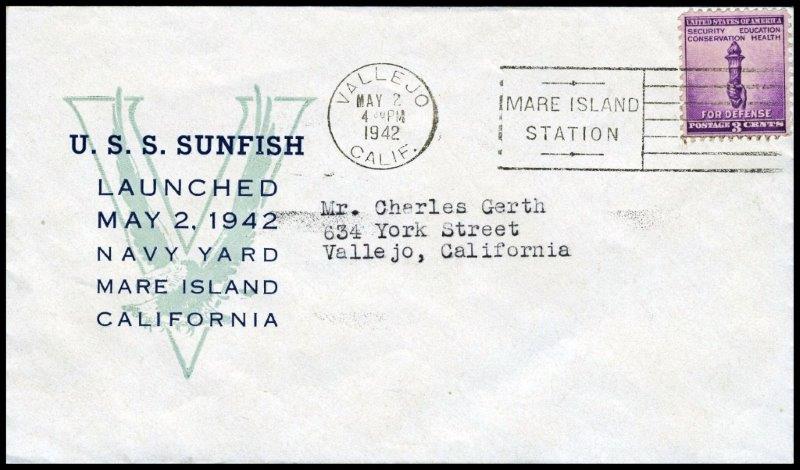 UNITED STATES OF AMERICA
SECURITY EDUCATION
CONSERVATION HEALTH
FOR DEFENSE
POSTAGE 3 CENTS
VALLEJO
MAY 2
4 PM
1942
CALIF.
MARE ISLAND
STATION
U. S. S. SUNFISH
LAUNCHED
MAY 2, 1942
NAVY YARD
MARE ISLAND
CALIFORNIA
Mr. Charles Gerth
634 York Street
Vallejo, California